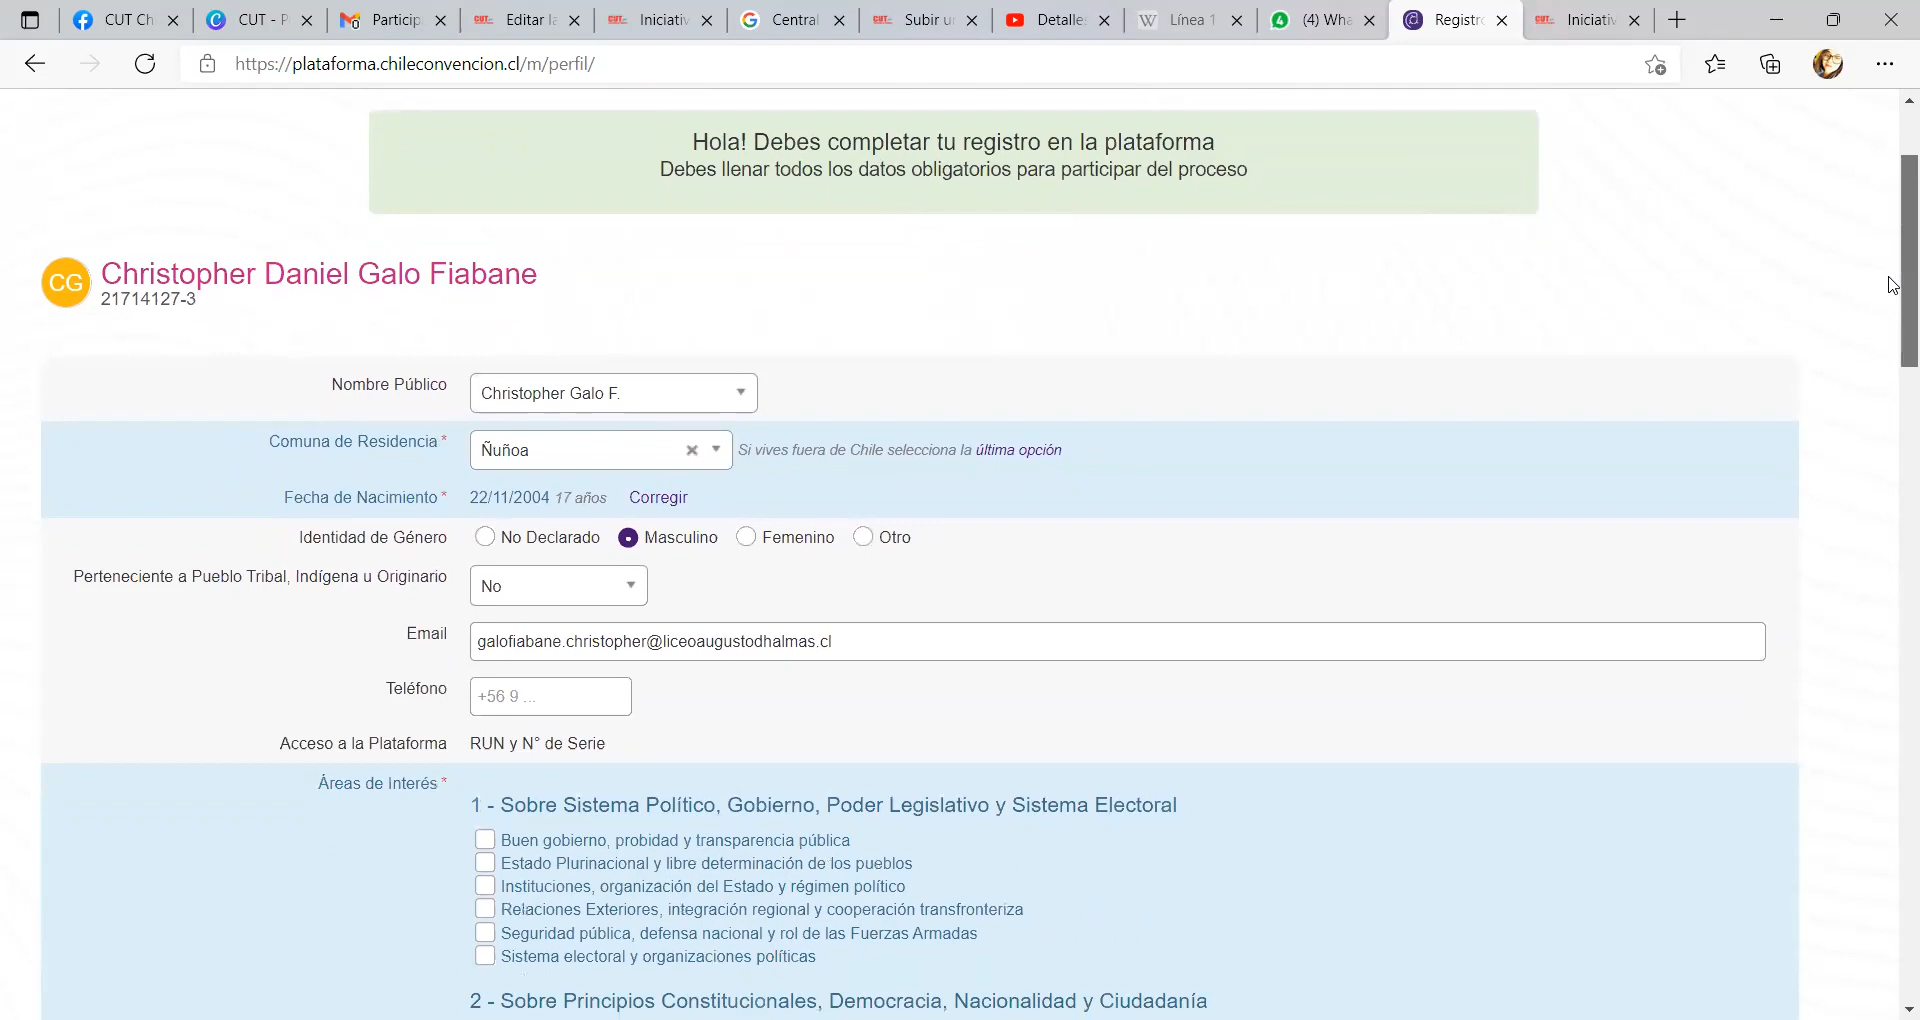 CUT Ch
CUT - P
Particip
Editar la
Iniciativ
Central
Subir un
Detalle
Línea 1
(4) Wha
Registro
Iniciativ
https://plataforma.chileconvencion.cl/m/perfil/
Hola! Debes completar tu registro en la plataforma
Debes llenar todos los datos obligatorios para participar del proceso
CG
Christopher Daniel Galo Fiabane
21714127-3
Nombre Público Christopher Galo F.
Comuna de Residencia * Ñuñoa Si vives fuera de Chile selecciona la última opción
Fecha de Nacimiento * 22/11/2004 17 años Corregir
Identidad de Género No Declarado Masculino Femenino Otro
Perteneciente a Pueblo Tribal, Indígena u Originario No
Email galofiabane.christopher@liceoaugustodhalmas.cl
Teléfono +56 9 ...
Acceso a la Plataforma RUN y N° de Serie
Áreas de Interés *
1 - Sobre Sistema Político, Gobierno, Poder Legislativo y Sistema Electoral
Buen gobierno, probidad y transparencia pública
Estado Plurinacional y libre determinación de los pueblos
Instituciones, organización del Estado y régimen político
Relaciones Exteriores, integración regional y cooperación transfronteriza
Seguridad pública, defensa nacional y rol de las Fuerzas Armadas
Sistema electoral y organizaciones políticas
2 - Sobre Principios Constitucionales, Democracia, Nacionalidad y Ciudadanía